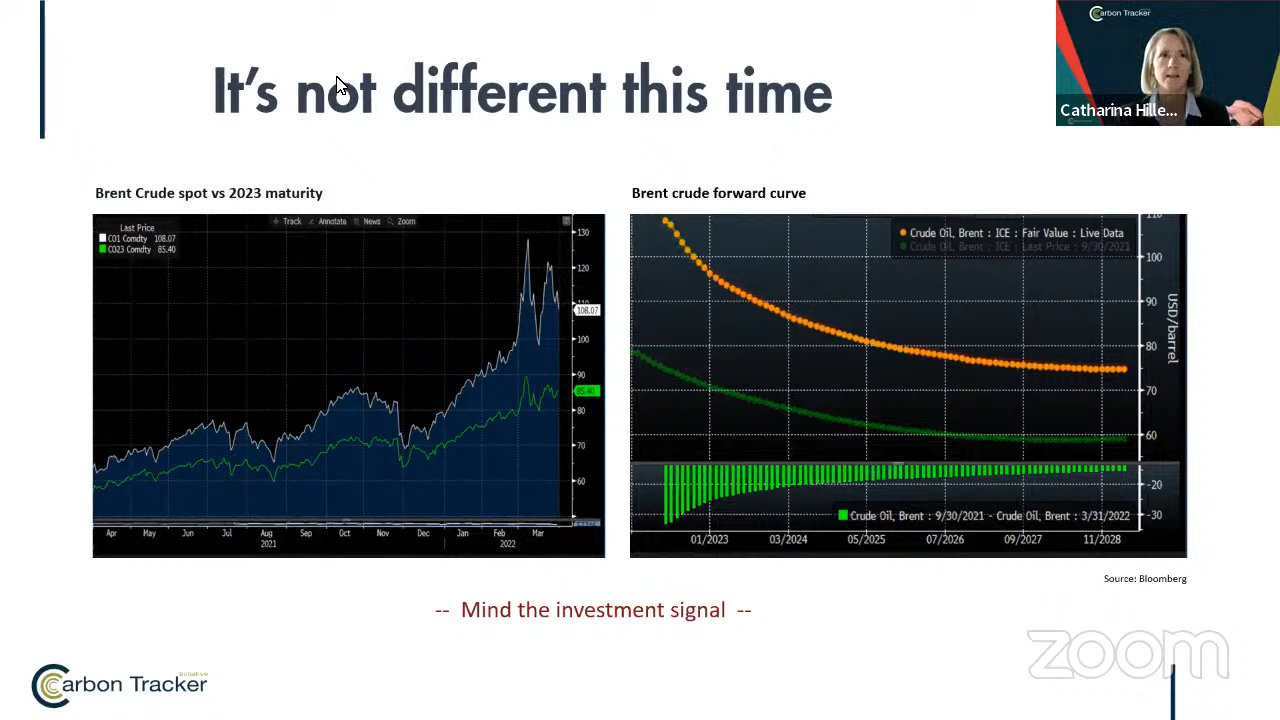 It's not different this time
Carbon Tracker
Catharina Hille...
Brent Crude spot vs 2023 maturity
Brent crude forward curve
Track Annotate News Zoom
Last Price
CO1 Comdty 108.07
CO23 Comdty 85.40
130
120
110
108.07
100
90
85.40
80
70
60
Apr May Jun Jul Aug Sep Oct Nov Dec Jan Feb Mar
2021 2022
Crude Oil, Brent : ICE : Fair Value : Live Data
Crude Oil, Brent : ICE : Last Price : 9/30/2021
110
100
90
80
70
60
USD/barrel
-20
-30
Crude Oil, Brent : 9/30/2021 - Crude Oil, Brent : 3/31/2022
01/2023 03/2024 05/2025 07/2026 09/2027 11/2028
Source: Bloomberg
-- Mind the investment signal --
zoom
Initiative
Carbon Tracker